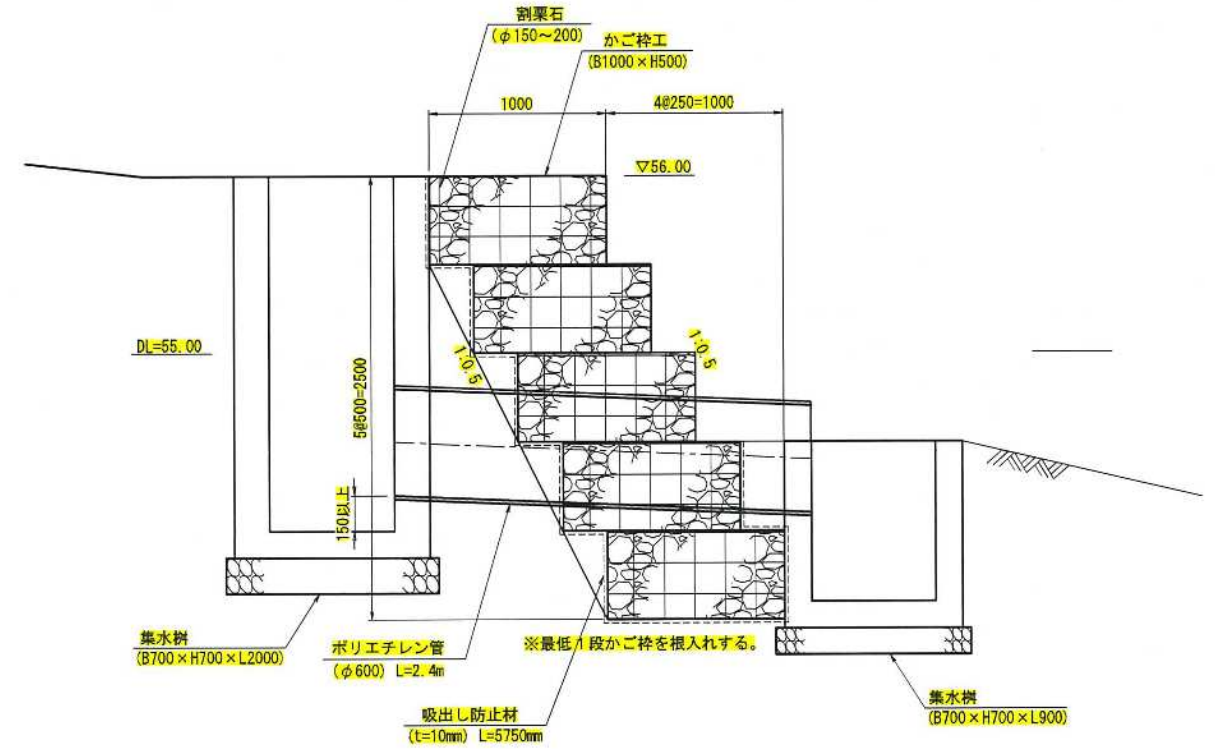 割栗石
(φ150～200)
かご枠工
(B1000×H500)
1000
4@250=1000
▽56.00
DL=55.00
1:0.5
1:0.5
5@500=2500
150以上
集水桝
(B700×H700×L2000)
ポリエチレン管
(φ600) L=2.4m
※最低1段かご枠を根入れする。
吸出し防止材
(t=10mm) L=5750mm
集水桝
(B700×H700×L900)